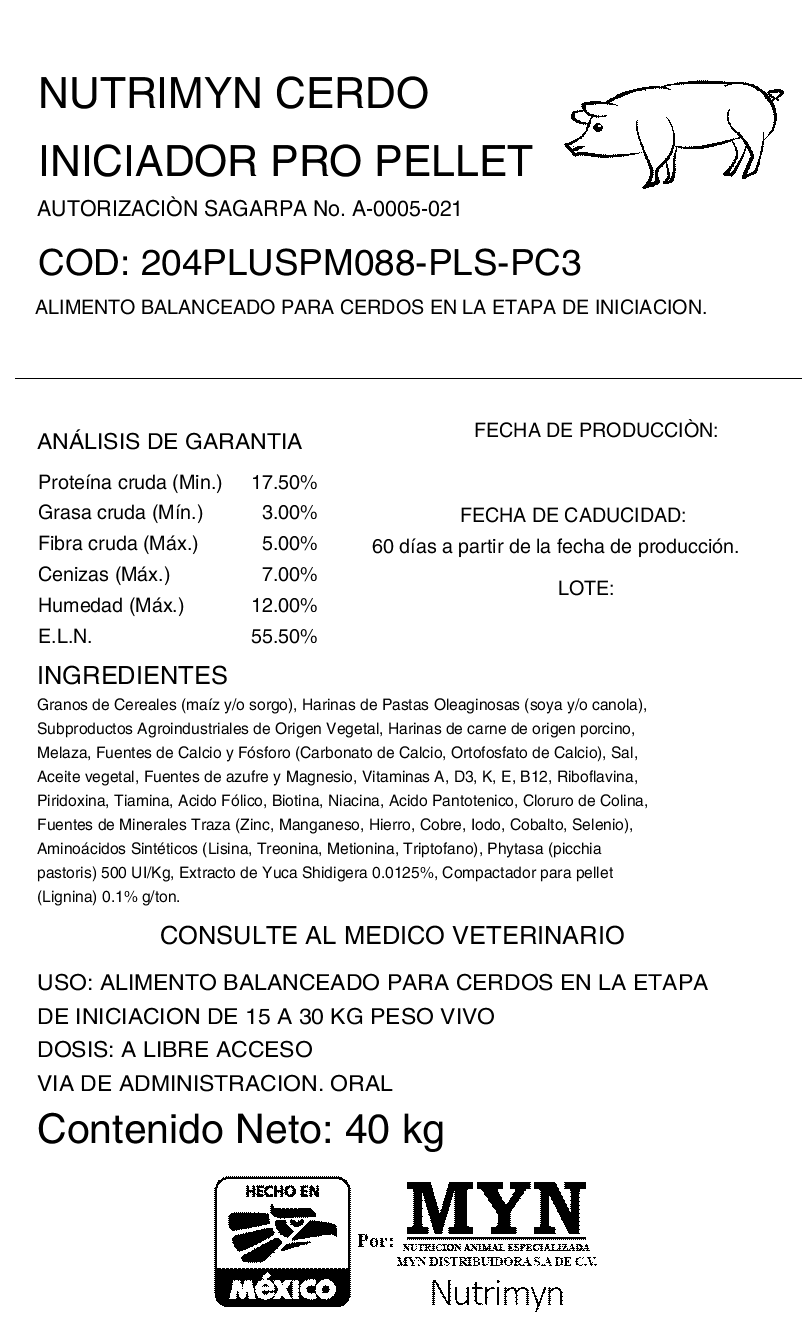 NUTRIMYN CERDO
INICIADOR PRO PELLET
AUTORIZACIÒN SAGARPA No. A-0005-021
COD: 204PLUSPM088-PLS-PC3
ALIMENTO BALANCEADO PARA CERDOS EN LA ETAPA DE INICIACION.
ANÁLISIS DE GARANTIA
Proteína cruda (Min.) 17.50%
Grasa cruda (Mín.) 3.00%
Fibra cruda (Máx.) 5.00%
Cenizas (Máx.) 7.00%
Humedad (Máx.) 12.00%
E.L.N. 55.50%
FECHA DE PRODUCCIÒN:
FECHA DE CADUCIDAD:
60 días a partir de la fecha de producción.
LOTE:
INGREDIENTES
Granos de Cereales (maíz y/o sorgo), Harinas de Pastas Oleaginosas (soya y/o canola),
Subproductos Agroindustriales de Origen Vegetal, Harinas de carne de origen porcino,
Melaza, Fuentes de Calcio y Fósforo (Carbonato de Calcio, Ortofosfato de Calcio), Sal,
Aceite vegetal, Fuentes de azufre y Magnesio, Vitaminas A, D3, K, E, B12, Riboflavina,
Piridoxina, Tiamina, Acido Fólico, Biotina, Niacina, Acido Pantotenico, Cloruro de Colina,
Fuentes de Minerales Traza (Zinc, Manganeso, Hierro, Cobre, Iodo, Cobalto, Selenio),
Aminoácidos Sintéticos (Lisina, Treonina, Metionina, Triptofano), Phytasa (picchia
pastoris) 500 UI/Kg, Extracto de Yuca Shidigera 0.0125%, Compactador para pellet
(Lignina) 0.1% g/ton.
CONSULTE AL MEDICO VETERINARIO
USO: ALIMENTO BALANCEADO PARA CERDOS EN LA ETAPA
DE INICIACION DE 15 A 30 KG PESO VIVO
DOSIS: A LIBRE ACCESO
VIA DE ADMINISTRACION. ORAL
Contenido Neto: 40 kg
HECHO EN
MéXICO
Por:
MYN
NUTRICION ANIMAL ESPECIALIZADA
MYN DISTRIBUIDORA S.A DE C.V.
Nutrimyn